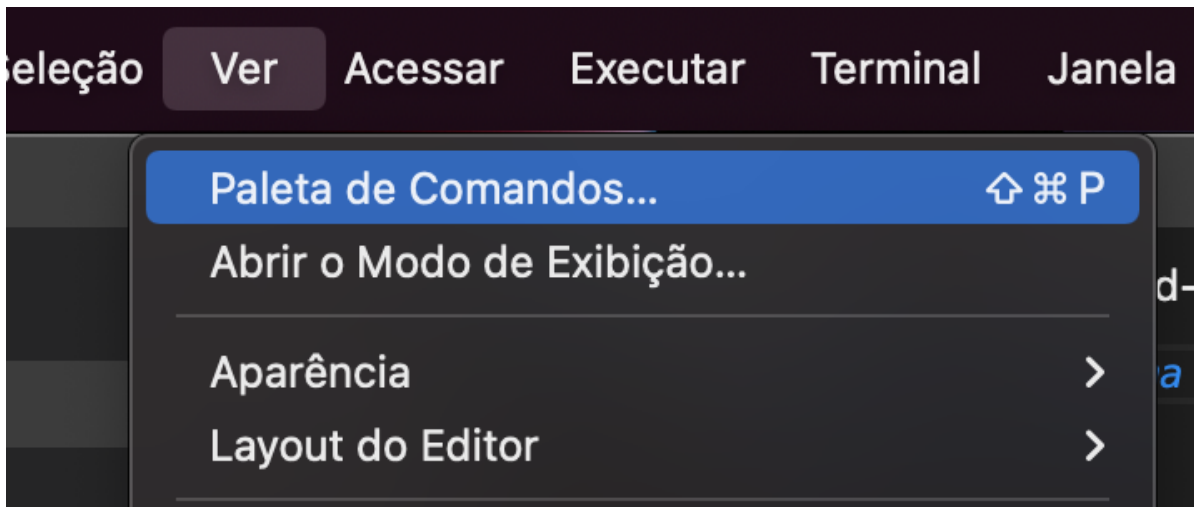 Seleção Ver Acessar Executar Terminal Janela
Paleta de Comandos... ⇧ ⌘ P
Abrir o Modo de Exibição...
d-
Aparência
a
Layout do Editor